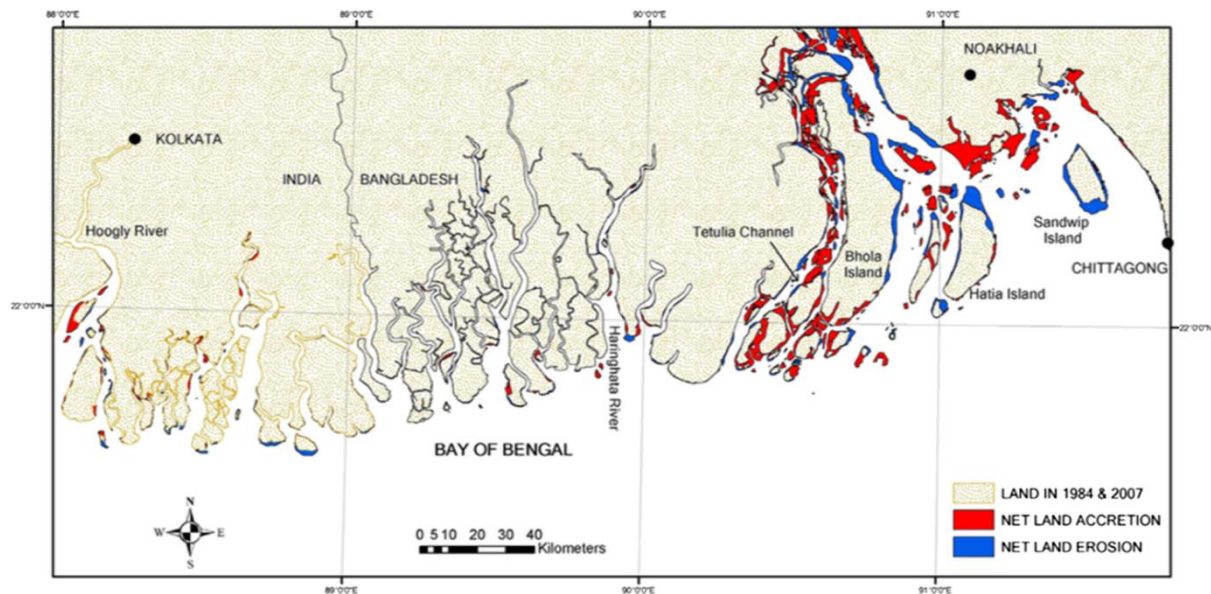 88°0'0"E 89°0'0"E 90°0'0"E 91°0'0"E
NOAKHALI
KOLKATA
INDIA BANGLADESH
Hoogly River
Tetulia Channel
Bhola
Island
Sandwip
Island
CHITTAGONG
Hatia Island
22°0'0"N
22°0'0"N
Haringhata River
BAY OF BENGAL
LAND IN 1984 & 2007
NET LAND ACCRETION
NET LAND EROSION
N
W E
S
0 5 10 20 30 40
Kilometers
89°0'0"E 90°0'0"E 91°0'0"E